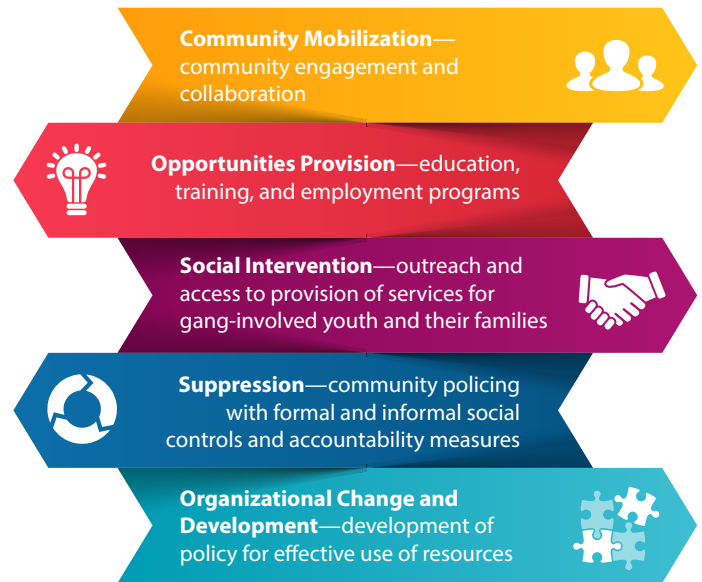 Community Mobilization—
community engagement and
collaboration
Opportunities Provision—education,
training, and employment programs
Social Intervention—outreach and
access to provision of services for
gang-involved youth and their families
Suppression—community policing
with formal and informal social
controls and accountability measures
Organizational Change and
Development—development of
policy for effective use of resources